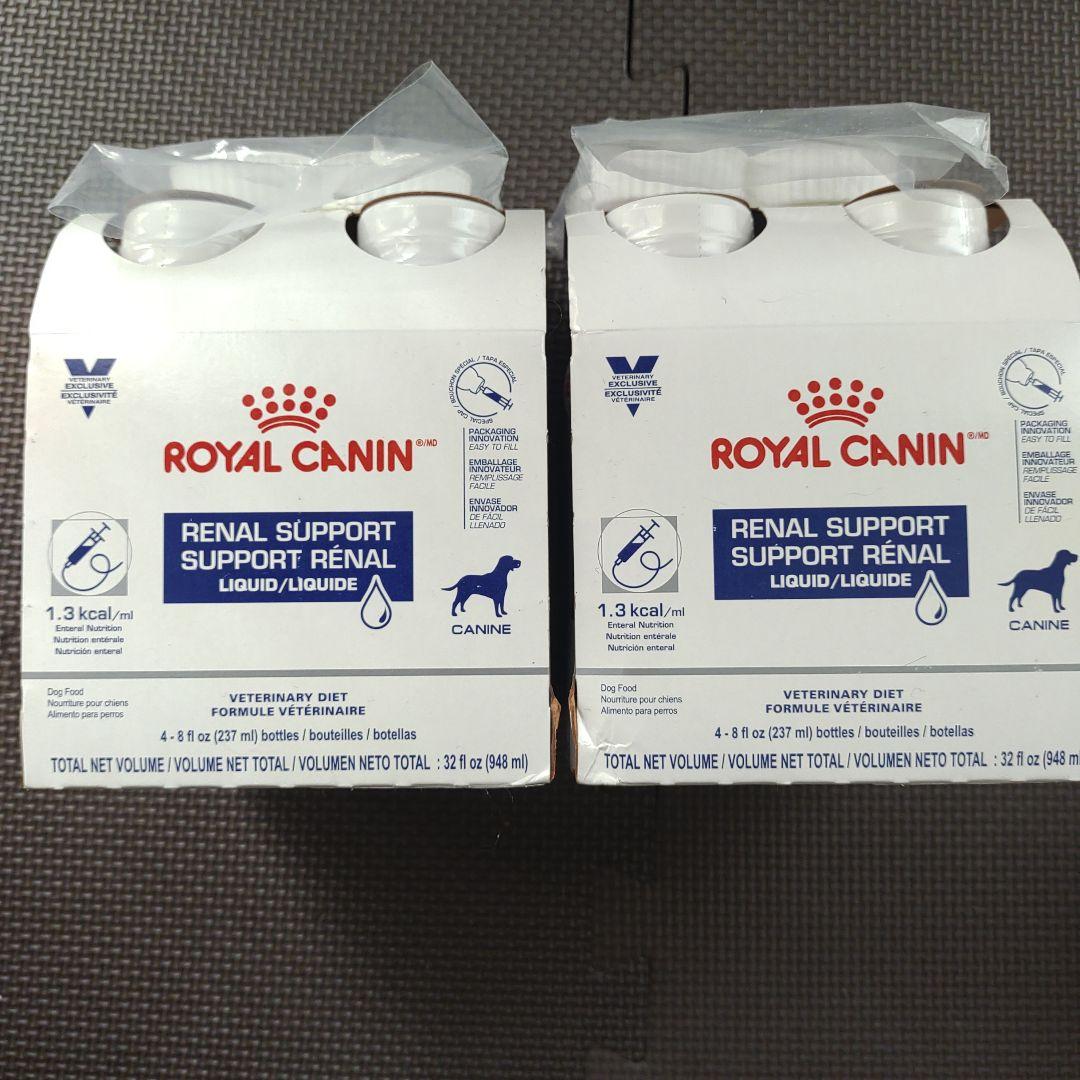 VETERINARY
EXCLUSIVE
EXCLUSIVITÉ
VÉTÉRINAIRE
ROYAL CANIN®/MD
SPECIAL CAP / BOUCHON SPÉCIAL / TAPA ESPECIAL
PACKAGING
INNOVATION
EASY TO FILL
EMBALLAGE
INNOVATEUR
REMPLISSAGE
FACILE
ENVASE
INNOVADOR
DE FÁCIL
LLENADO
RENAL SUPPORT
SUPPORT RÉNAL
LIQUID/LIQUIDE
1.3 kcal/ml
Enteral Nutrition
Nutrition entérale
Nutrición enteral
CANINE
Dog Food
Nourriture pour chiens
Alimento para perros
VETERINARY DIET
FORMULE VÉTÉRINAIRE
4 - 8 fl oz (237 ml) bottles / bouteilles / botellas
TOTAL NET VOLUME / VOLUME NET TOTAL / VOLUMEN NETO TOTAL : 32 fl oz (948 ml)
VETERINARY
EXCLUSIVE
EXCLUSIVITÉ
VÉTÉRINAIRE
ROYAL CANIN®/MD
SPECIAL CAP / BOUCHON SPÉCIAL / TAPA ESPECIAL
PACKAGING
INNOVATION
EASY TO FILL
EMBALLAGE
INNOVATEUR
REMPLISSAGE
FACILE
ENVASE
INNOVADOR
DE FÁCIL
LLENADO
RENAL SUPPORT
SUPPORT RÉNAL
LIQUID/LIQUIDE
1.3 kcal/ml
Enteral Nutrition
Nutrition entérale
Nutrición enteral
CANINE
Dog Food
Nourriture pour chiens
Alimento para perros
VETERINARY DIET
FORMULE VÉTÉRINAIRE
4 - 8 fl oz (237 ml) bottles / bouteilles / botellas
TOTAL NET VOLUME / VOLUME NET TOTAL / VOLUMEN NETO TOTAL : 32 fl oz (948 ml